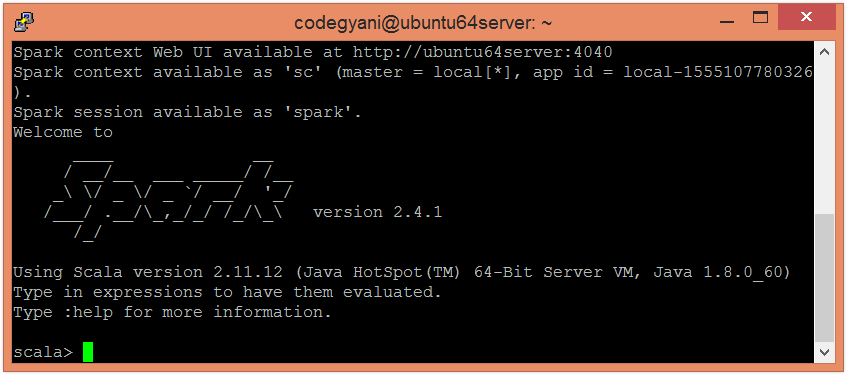 codegyani@ubuntu64server: ~
Spark context Web UI available at http://ubuntu64server:4040
Spark context available as 'sc' (master = local[*], app id = local-1555107780326
).
Spark session available as 'spark'.
Welcome to
      ____              __
     / __/__  ___ _____/ /__
    _\ \/ _ \/ _ `/ __/  '_/
   /___/ .__/\_,_/_/ /_/\_\   version 2.4.1
      /_/
Using Scala version 2.11.12 (Java HotSpot(TM) 64-Bit Server VM, Java 1.8.0_60)
Type in expressions to have them evaluated.
Type :help for more information.
scala>